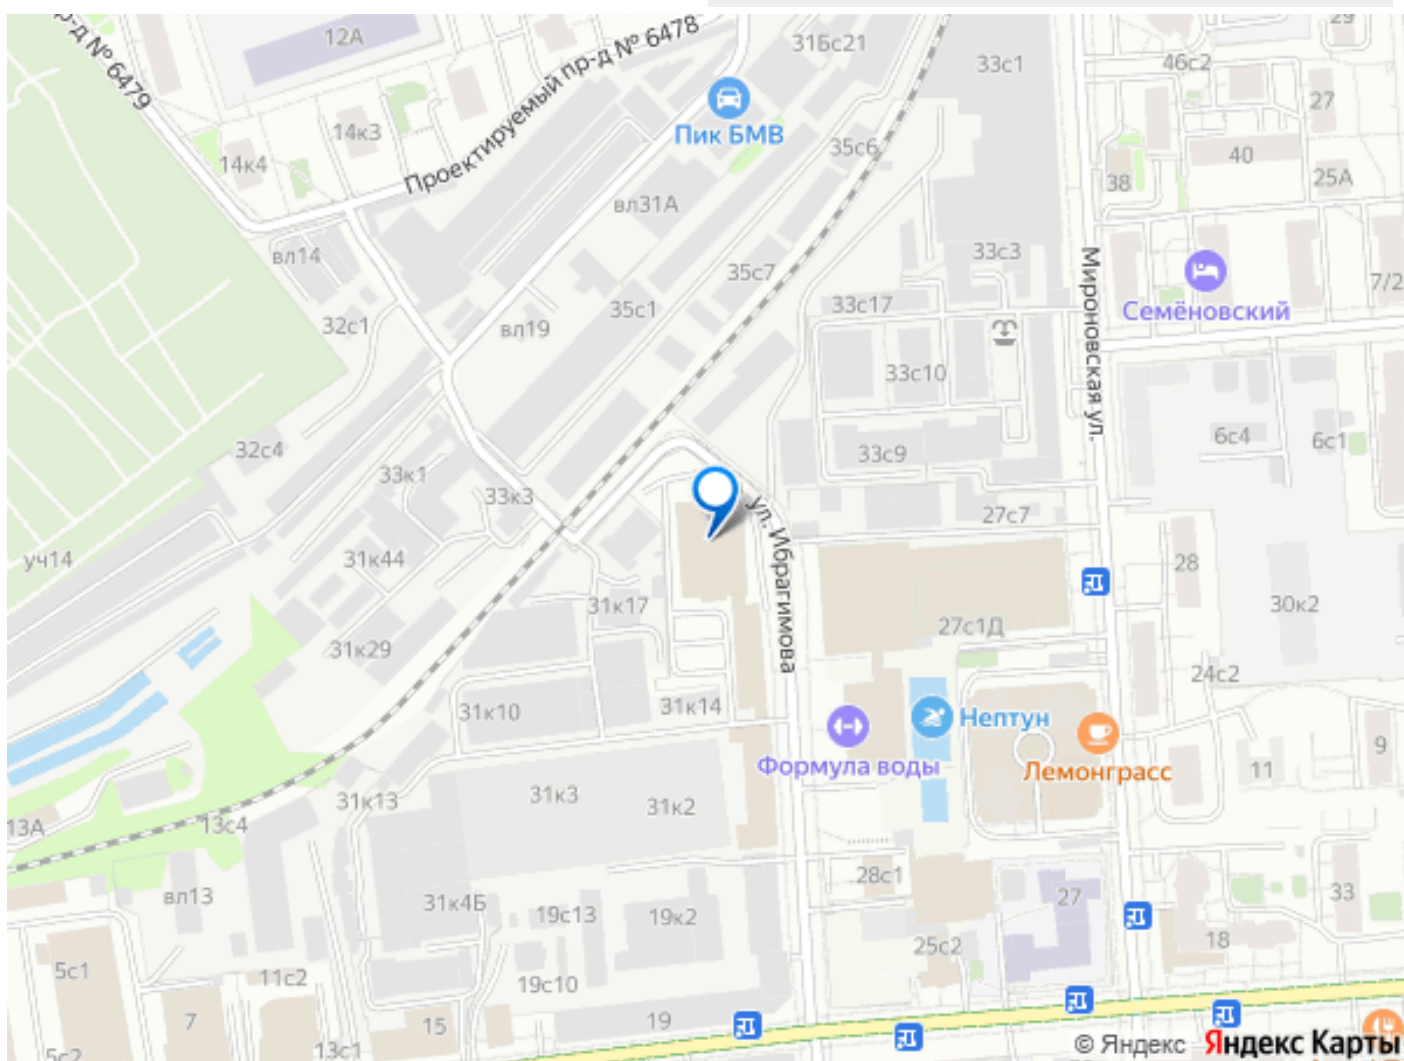 12А
пр-д № 6479
Проектируемый пр-д № 6478
31Бс21
33с1
46с2
29
27
14к3
14к4
Пик БМВ
35с6
40
38
25А
вл31А
вл14
35с7
33с3
Мироновская ул.
Семёновский
7/2
32с1
вл19
35с1
33с17
33с10
32с4
33к1
33к3
33с9
6с4
6с1
ул. Ибрагимова
27с7
уч14
31к44
28
31к17
30к2
31к29
27с1Д
24с2
31к10
31к14
Нептун
Формула воды
Лемонграсс
11
9
31к13
31к3
31к2
13А
13с4
вл13
31к4Б
19с13
19к2
28с1
27
33
25с2
18
5с1
11с2
19с10
7
15
19
13с1
5с2
© Яндекс Яндекс Карты